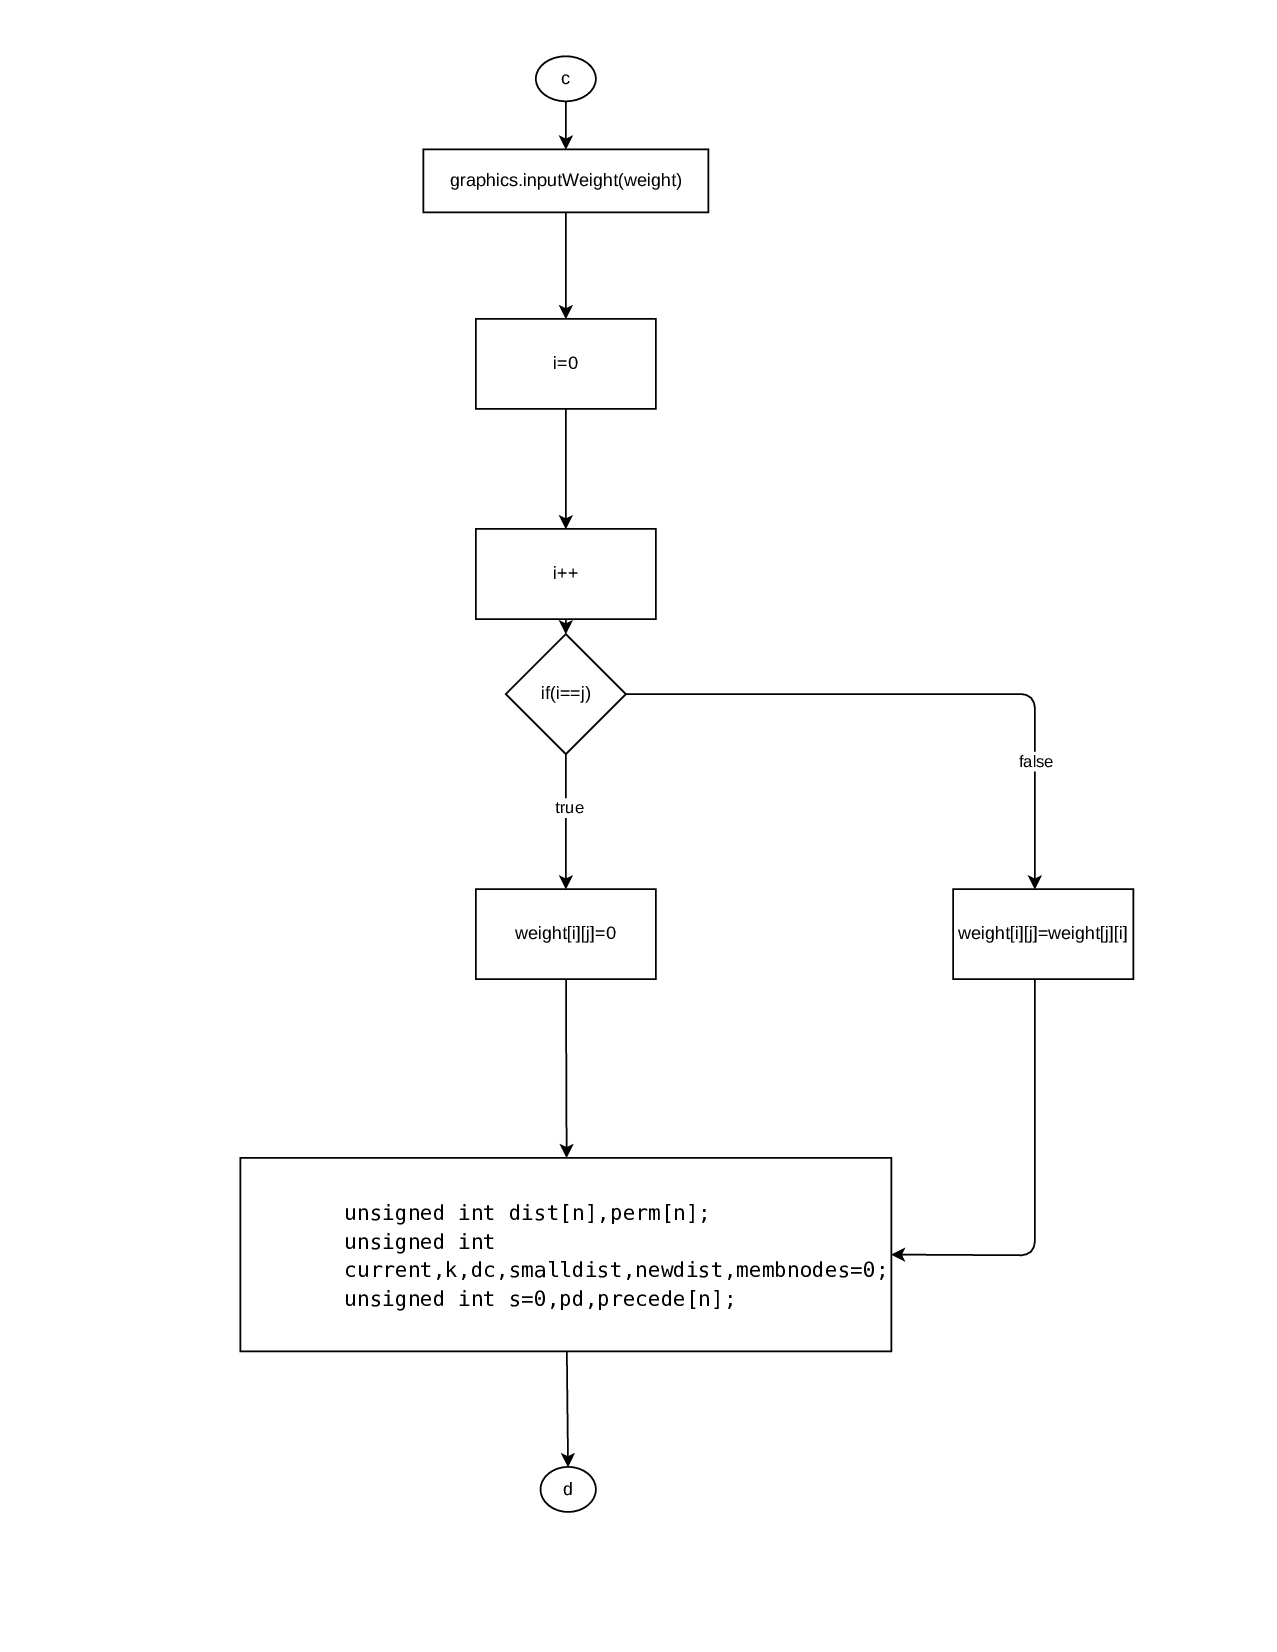 c
graphics.inputWeight(weight)
i=0
i++
if(i==j)
false
true
weight[i][j]=0
weight[i][j]=weight[j][i]
unsigned int dist[n],perm[n];
unsigned int
current,k,dc,smalldist,newdist,membnodes=0;
unsigned int s=0,pd,precede[n];
d